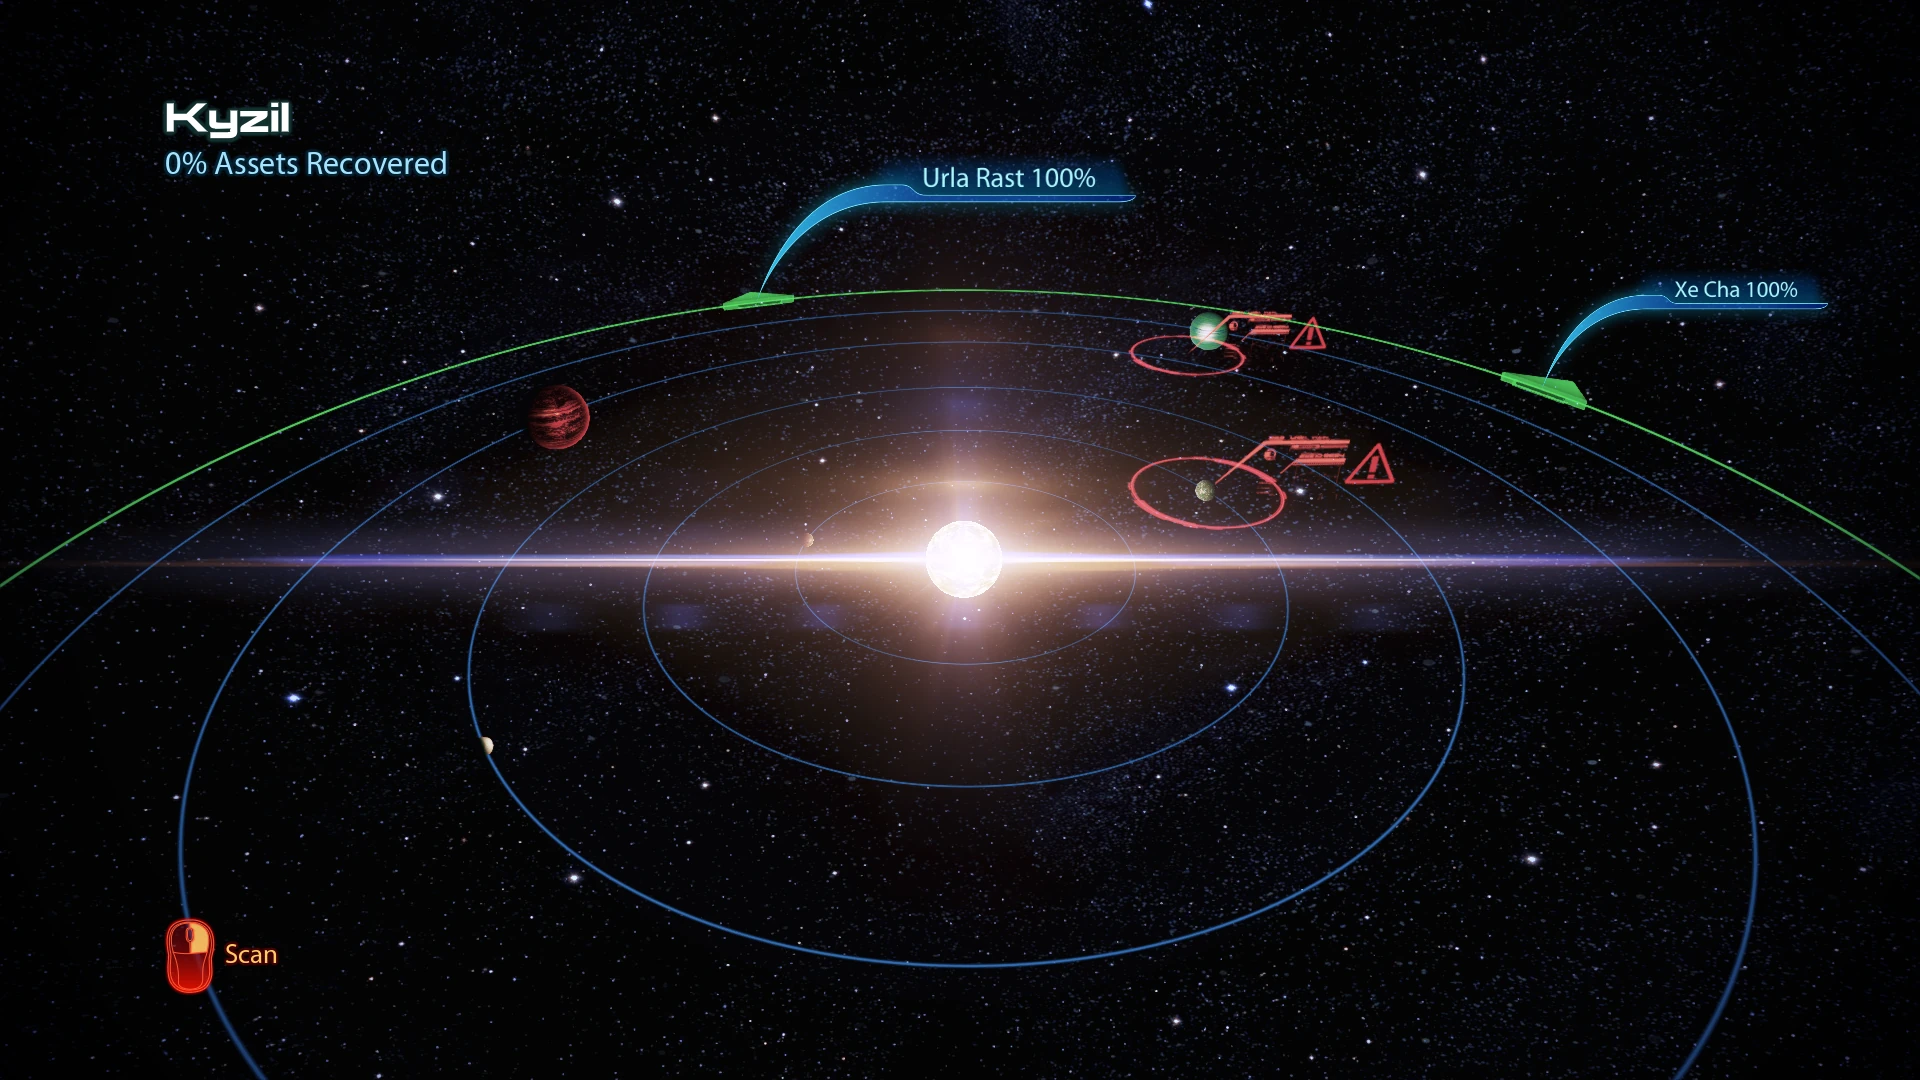 Kyzil
0% Assets Recovered
Urla Rast 100%
Xe Cha 100%
Scan